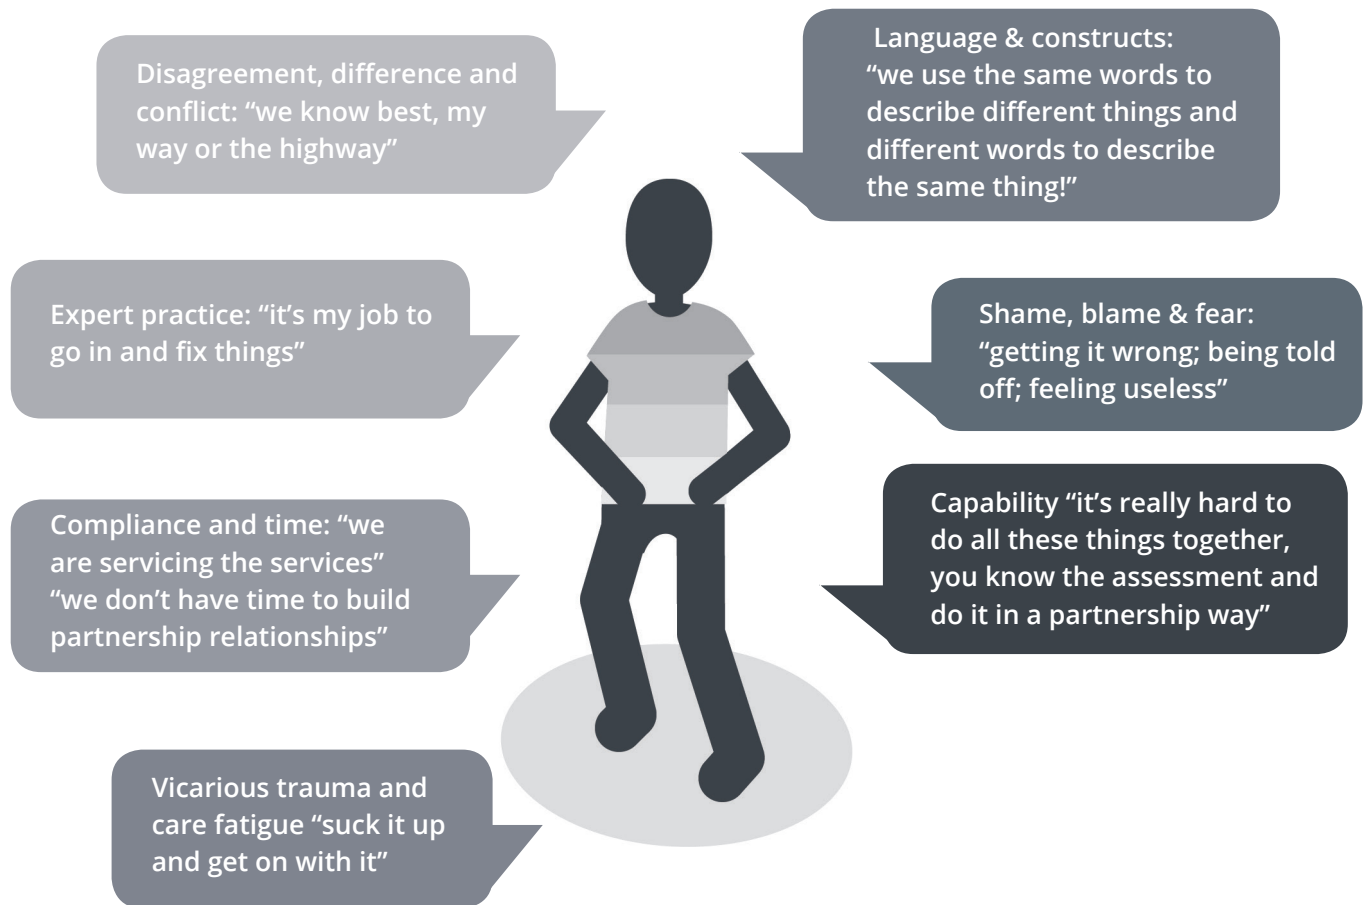 Disagreement, difference and
conflict: “we know best, my
way or the highway”
Language & constructs:
“we use the same words to
describe different things and
different words to describe
the same thing!”
Expert practice: “it’s my job to
go in and fix things”
Shame, blame & fear:
“getting it wrong; being told
off; feeling useless”
Compliance and time: “we
are servicing the services”
“we don’t have time to build
partnership relationships”
Capability “it’s really hard to
do all these things together,
you know the assessment and
do it in a partnership way”
Vicarious trauma and
care fatigue “suck it up
and get on with it”